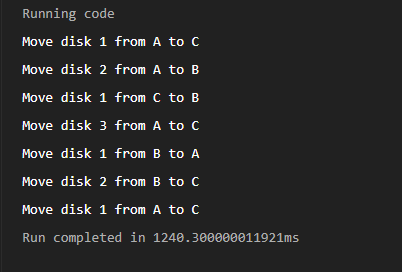 Running code
Move disk 1 from A to C
Move disk 2 from A to B
Move disk 1 from C to B
Move disk 3 from A to C
Move disk 1 from B to A
Move disk 2 from B to C
Move disk 1 from A to C
Run completed in 1240.300000011921ms